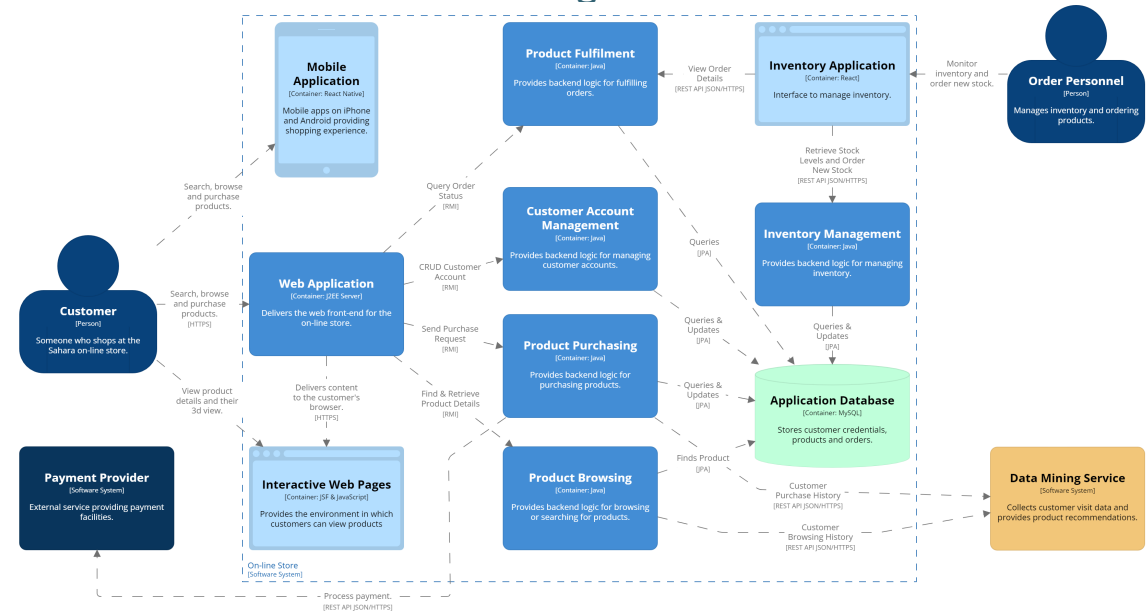 Mobile
Application
[Container: React Native]
Mobile apps on iPhone
and Android providing
shopping experience.
Product Fulfilment
[Container: Java]
Provides backend logic for fulfilling
orders.
View Order
Details
[REST API JSON/HTTPS]
Inventory Application
[Container: React]
Interface to manage inventory.
Monitor
inventory and
order new stock.
Order Personnel
[Person]
Manages inventory and ordering
products.
Search, browse
and purchase
products.
Query Order
Status
[RMI]
Retrieve Stock
Levels and Order
New Stock
[REST API JSON/HTTPS]
Customer Account
Management
[Container: Java]
Provides backend logic for managing
customer accounts.
Queries
[JPA]
Inventory Management
[Container: Java]
Provides backend logic for managing
inventory.
Customer
[Person]
Someone who shops at the
Sahara on-line store.
Search, browse
and purchase
products.
[HTTPS]
Web Application
[Container: J2EE Server]
Delivers the web front-end for the
on-line store.
CRUD Customer
Account
[RMI]
Send Purchase
Request
[RMI]
Product Purchasing
[Container: Java]
Provides backend logic for
purchasing products.
Queries &
Updates
[JPA]
Queries &
Updates
[JPA]
View product
details and their
3d view.
Delivers content
to the customer's
browser.
[HTTPS]
Find & Retrieve
Product Details
[RMI]
Queries &
Updates
[JPA]
Application Database
[Container: MySQL]
Stores customer credentials,
products and orders.
Payment Provider
[Software System]
External service providing payment
facilities.
Interactive Web Pages
[Container: JSF & JavaScript]
Provides the environment in which
customers can view products
Product Browsing
[Container: Java]
Provides backend logic for browsing
or searching for products.
Finds Product
[JPA]
Customer
Purchase History
[REST API JSON/HTTPS]
Customer
Browsing History
[REST API JSON/HTTPS]
Data Mining Service
[Software System]
Collects customer visit data and
provides product recommendations.
On-line Store
[Software System]
Process payment.
[REST API JSON/HTTPS]